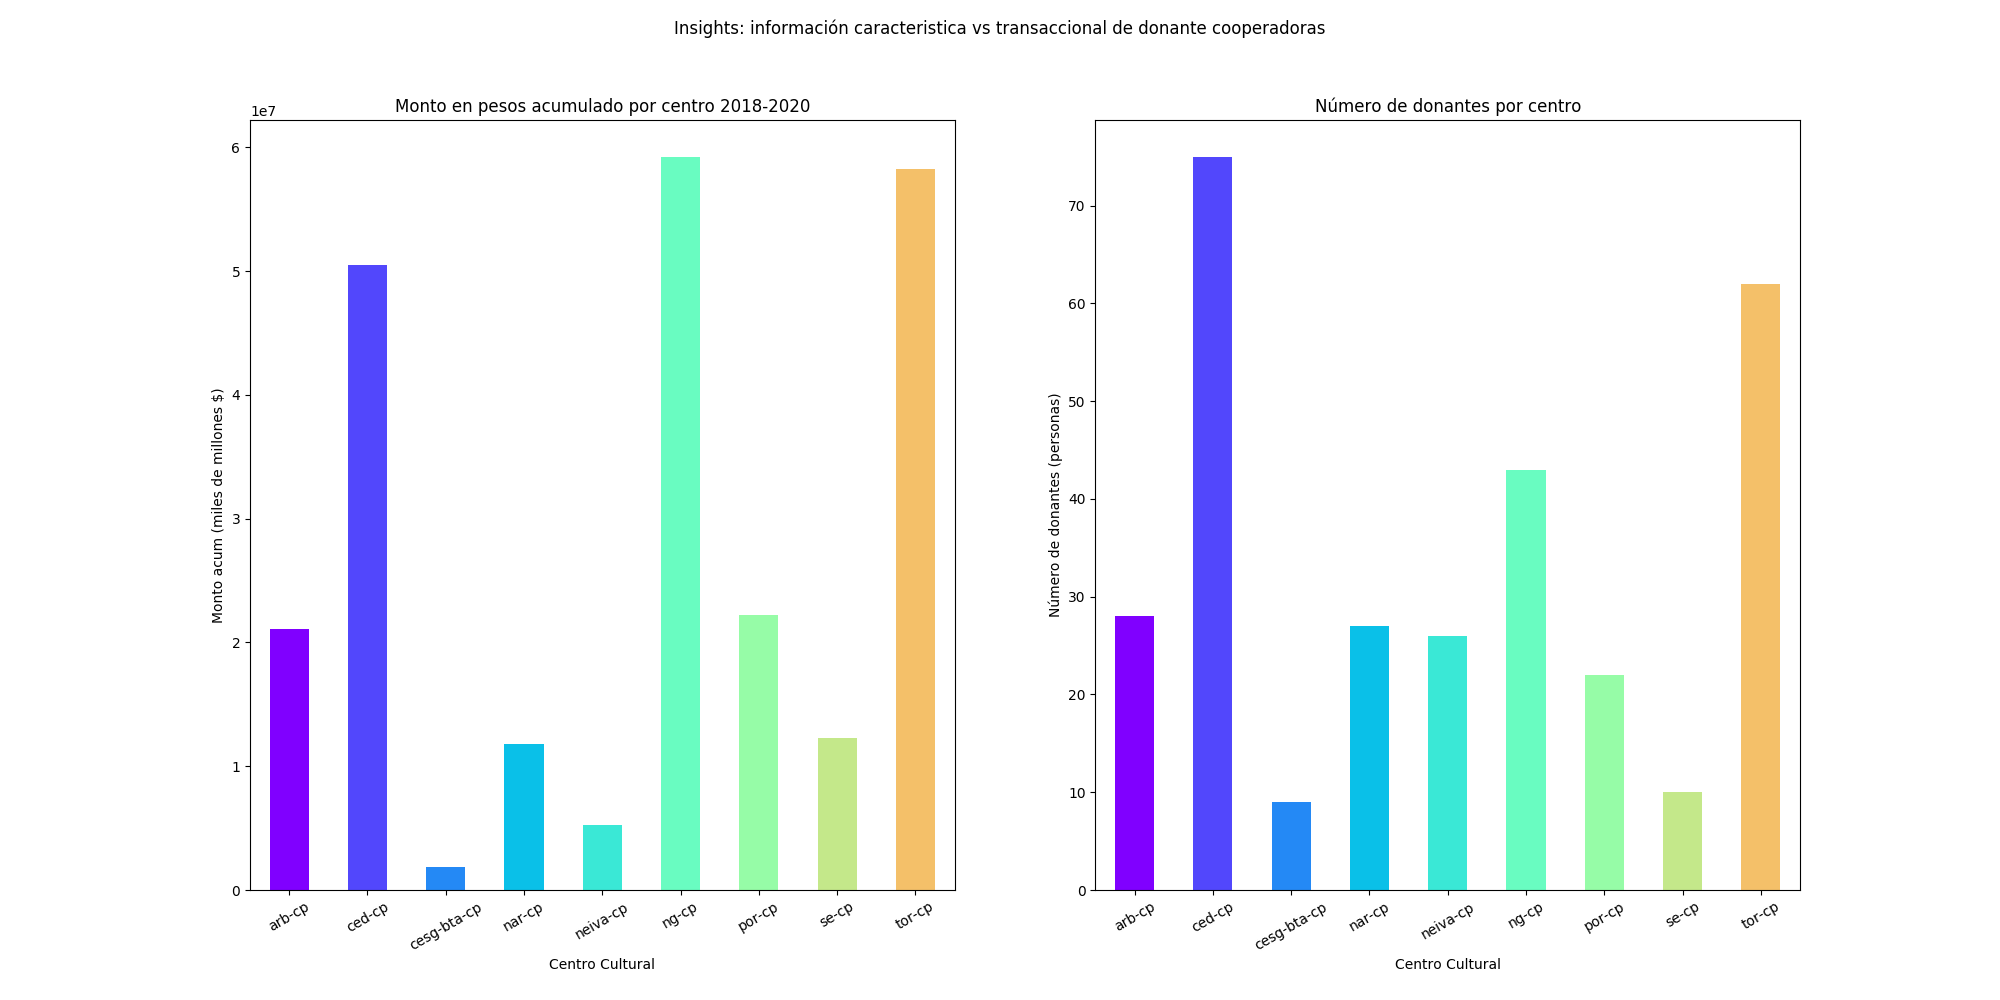 Insights: información caracteristica vs transaccional de donante cooperadoras
Monto en pesos acumulado por centro 2018-2020
1e7
6
5
4
3
2
1
0
Monto acum (miles de millones $)
arb-cp
ced-cp
cesg-bta-cp
nar-cp
neiva-cp
ng-cp
por-cp
se-cp
tor-cp
Centro Cultural
Número de donantes por centro
70
60
50
40
30
20
10
0
Número de donantes (personas)
arb-cp
ced-cp
cesg-bta-cp
nar-cp
neiva-cp
ng-cp
por-cp
se-cp
tor-cp
Centro Cultural